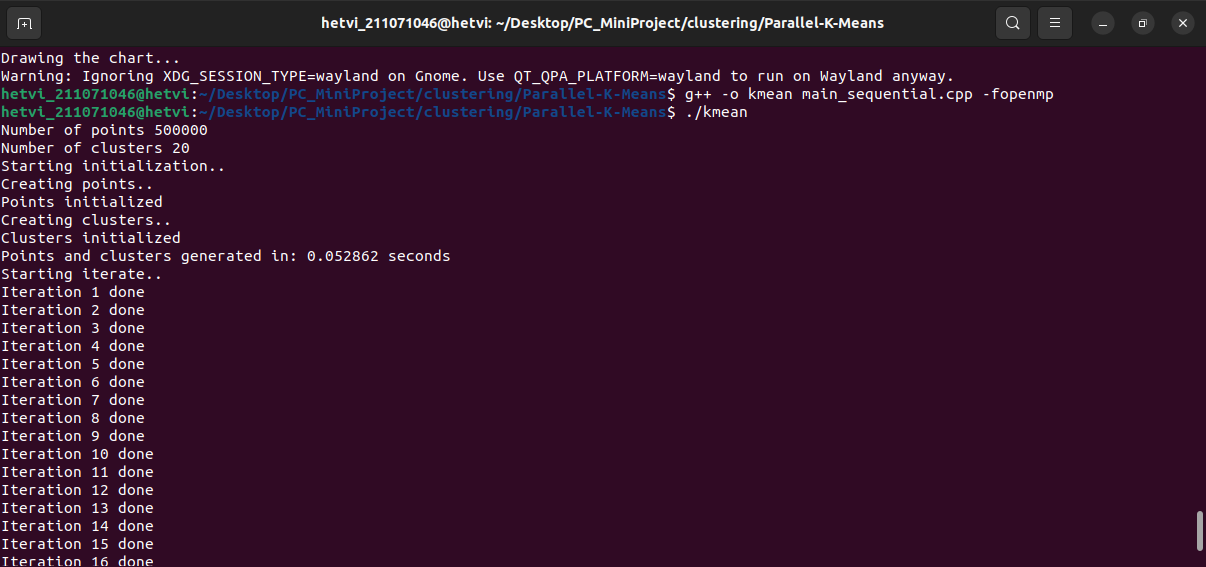 hetvi_211071046@hetvi: ~/Desktop/PC_MiniProject/clustering/Parallel-K-Means
Drawing the chart...
Warning: Ignoring XDG_SESSION_TYPE=wayland on Gnome. Use QT_QPA_PLATFORM=wayland to run on Wayland anyway.
hetvi_211071046@hetvi:~/Desktop/PC_MiniProject/clustering/Parallel-K-Means$ g++ -o kmean main_sequential.cpp -fopenmp
hetvi_211071046@hetvi:~/Desktop/PC_MiniProject/clustering/Parallel-K-Means$ ./kmean
Number of points 500000
Number of clusters 20
Starting initialization..
Creating points..
Points initialized
Creating clusters..
Clusters initialized
Points and clusters generated in: 0.052862 seconds
Starting iterate..
Iteration 1 done
Iteration 2 done
Iteration 3 done
Iteration 4 done
Iteration 5 done
Iteration 6 done
Iteration 7 done
Iteration 8 done
Iteration 9 done
Iteration 10 done
Iteration 11 done
Iteration 12 done
Iteration 13 done
Iteration 14 done
Iteration 15 done
Iteration 16 done